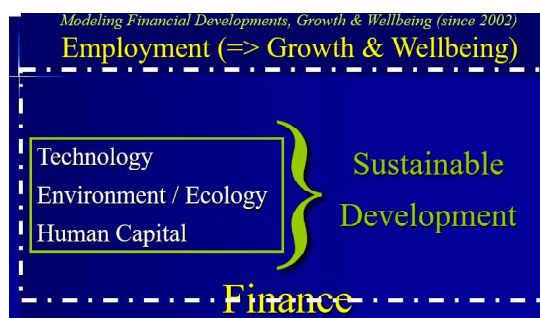 Modeling Financial Developments, Growth & Wellbeing (since 2002)
Employment (=> Growth & Wellbeing)
Technology
Environment / Ecology
Human Capital
Sustainable
Development
Finance